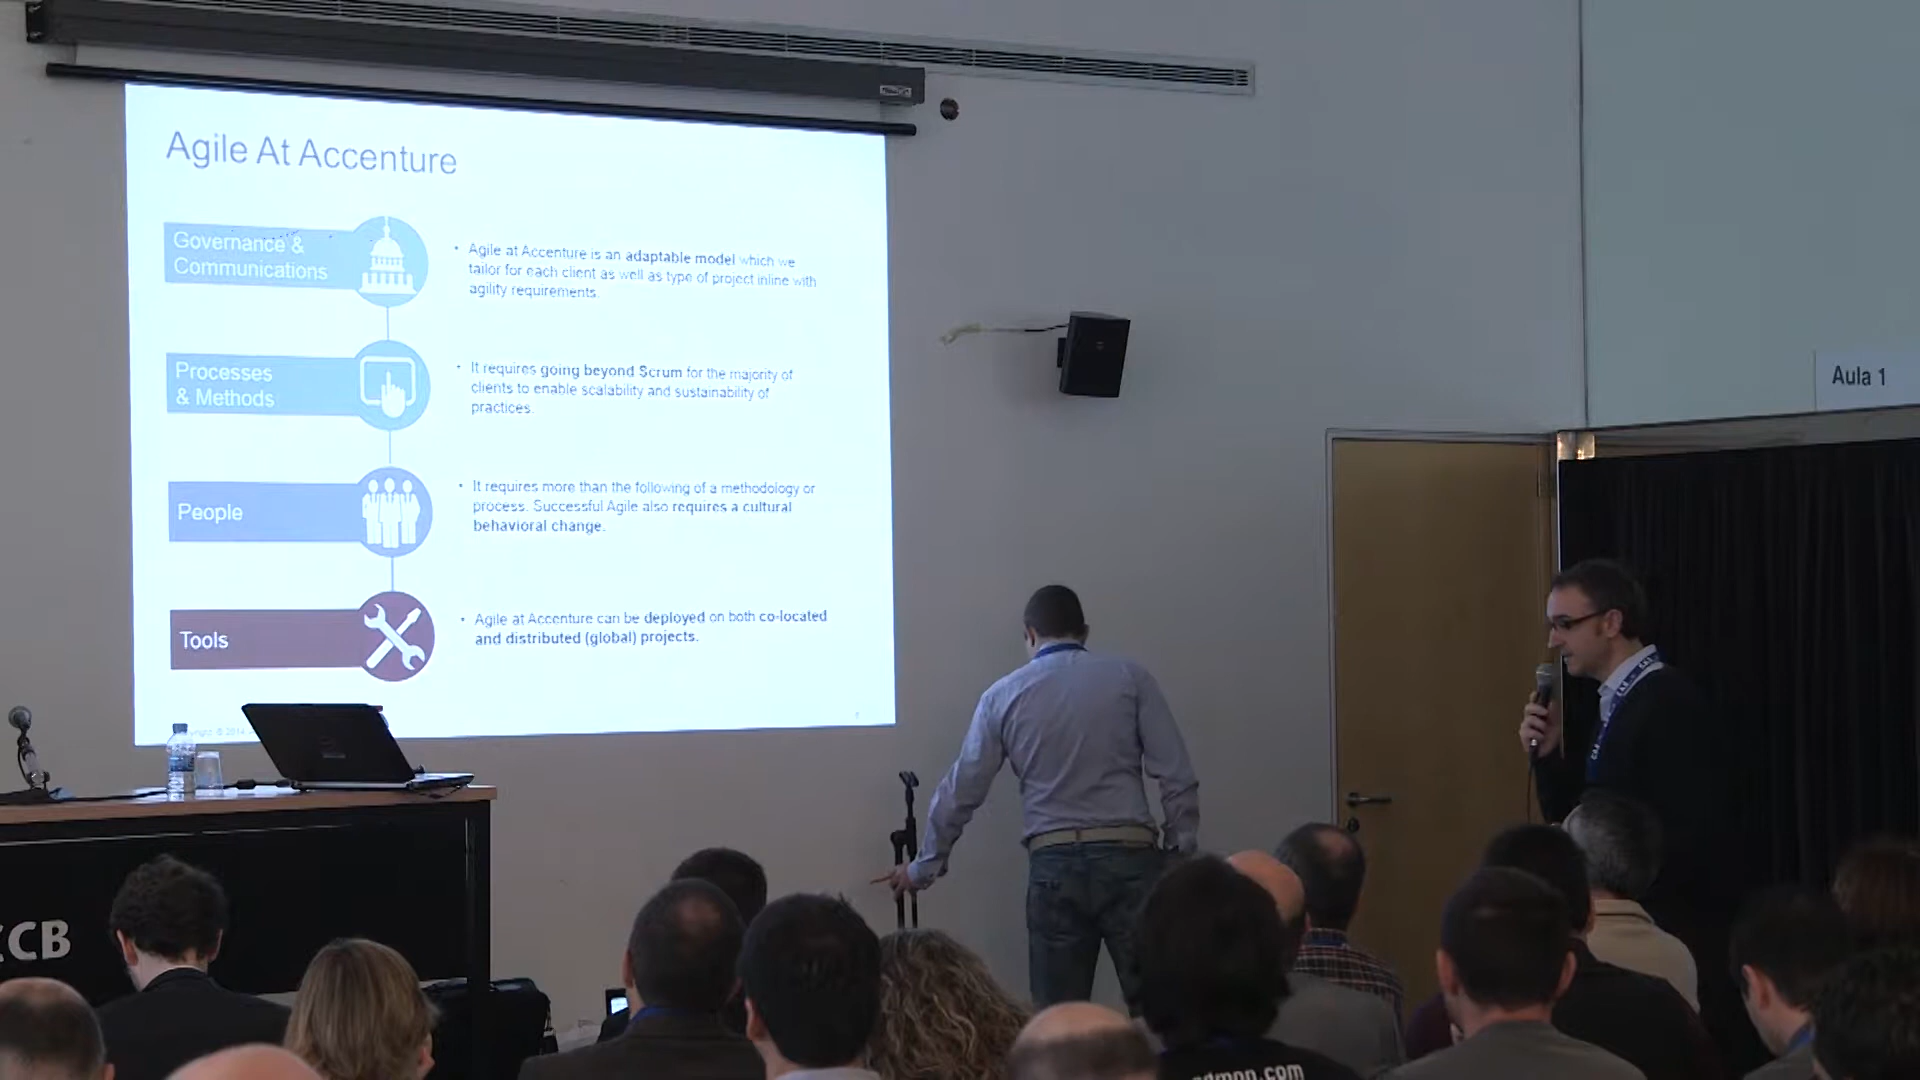 Agile At Accenture
Governance &
Communications
• Agile at Accenture is an adaptable model which we
tailor for each client as well as type of project inline with
agility requirements.
Processes
& Methods
• It requires going beyond Scrum for the majority of
clients to enable scalability and sustainability of
practices.
People
• It requires more than the following of a methodology or
process. Successful Agile also requires a cultural
behavioral change.
Tools
• Agile at Accenture can be deployed on both co-located
and distributed (global) projects.
© 2014
Aula 1
CCB
.com